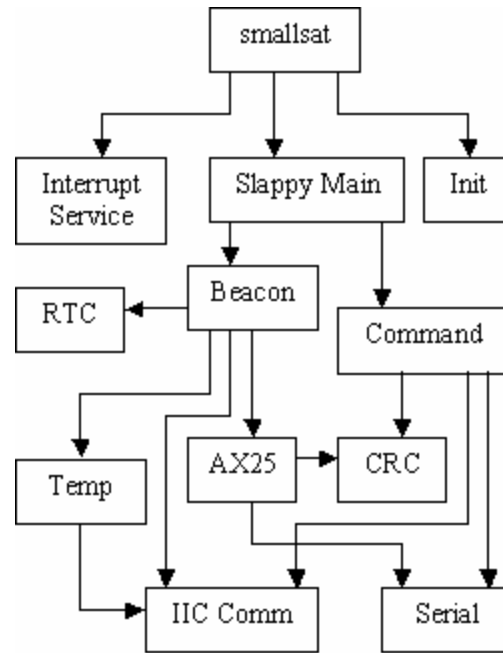 smallsat
Interrupt
Service
Slappy Main
Init
Beacon
RTC
Command
Temp
AX25
CRC
IIC Comm
Serial